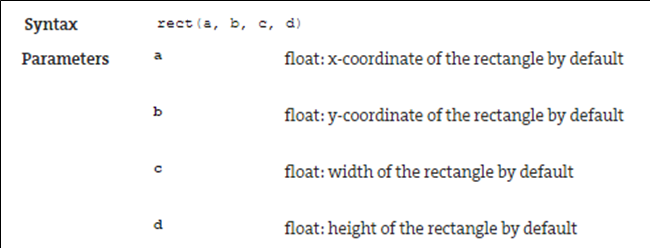 Syntax rect(a, b, c, d)
Parameters a float: x-coordinate of the rectangle by default
b float: y-coordinate of the rectangle by default
c float: width of the rectangle by default
d float: height of the rectangle by default